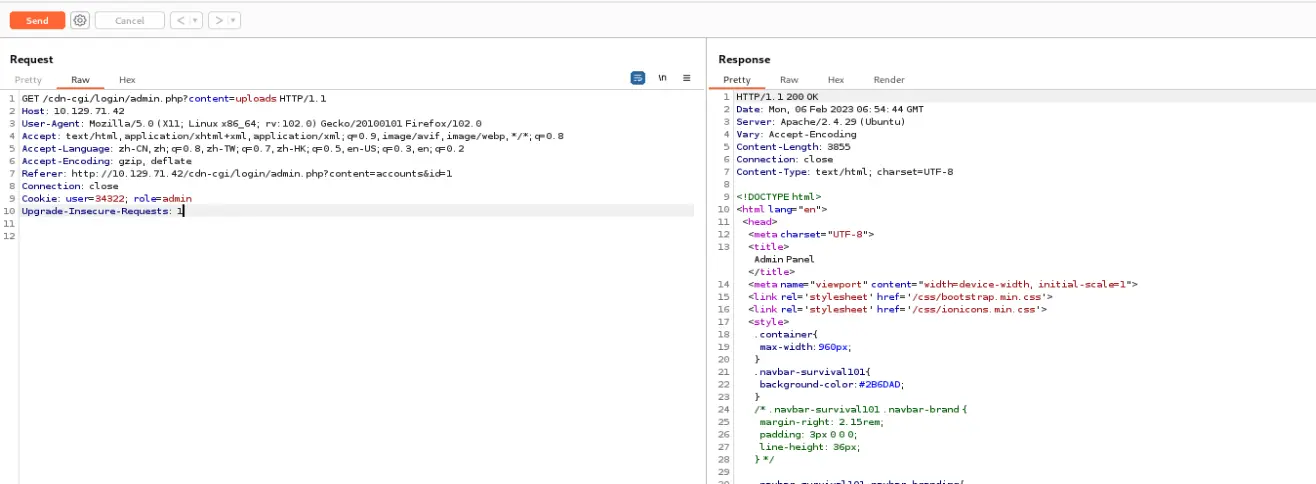 Send Cancel < > 
Request
Pretty Raw Hex \n
1 GET /cdn-cgi/login/admin.php?content=uploads HTTP/1.1
2 Host: 10.129.71.42
3 User-Agent: Mozilla/5.0 (X11; Linux x86_64; rv:102.0) Gecko/20100101 Firefox/102.0
4 Accept: text/html,application/xhtml+xml,application/xml;q=0.9,image/avif,image/webp,*/*;q=0.8
5 Accept-Language: zh-CN,zh;q=0.8,zh-TW;q=0.7,zh-HK;q=0.5,en-US;q=0.3,en;q=0.2
6 Accept-Encoding: gzip, deflate
7 Referer: http://10.129.71.42/cdn-cgi/login/admin.php?content=accounts&id=1
8 Connection: close
9 Cookie: user=34322; role=admin
10 Upgrade-Insecure-Requests: 1
11
12
Response
Pretty Raw Hex Render
1 HTTP/1.1 200 OK
2 Date: Mon, 06 Feb 2023 06:54:44 GMT
3 Server: Apache/2.4.29 (Ubuntu)
4 Vary: Accept-Encoding
5 Content-Length: 3855
6 Connection: close
7 Content-Type: text/html; charset=UTF-8
8
9 <!DOCTYPE html>
10 <html lang="en">
11 <head>
12 <meta charset="UTF-8">
13 <title>
Admin Panel
</title>
14 <meta name="viewport" content="width=device-width, initial-scale=1">
15 <link rel='stylesheet' href='/css/bootstrap.min.css'>
16 <link rel='stylesheet' href='/css/ionicons.min.css'>
17 <style>
18 .container{
19 max-width:960px;
20 }
21 .navbar-survival101{
22 background-color:#2B6DAD;
23 }
24 /* .navbar-survival101 .navbar-brand {
25 margin-right: 2.15rem;
26 padding: 3px 0 0 0;
27 line-height: 36px;
28 } */
29